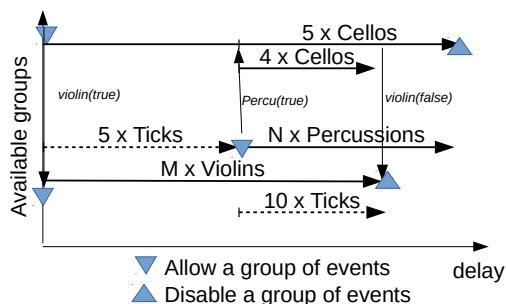 5 x Cellos
4 x Cellos
violin(true)
Percu(true)
violin(false)
Available groups
5 x Ticks
N x Percussions
M x Violins
10 x Ticks
delay
Allow a group of events
Disable a group of events